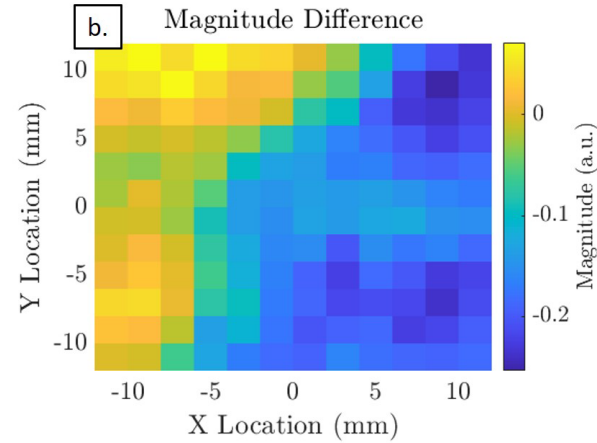 b.
Magnitude Difference
10
5
0
-5
-10
Y Location (mm)
-10
-5
0
5
10
X Location (mm)
0
-0.1
-0.2
Magnitude (a.u.)